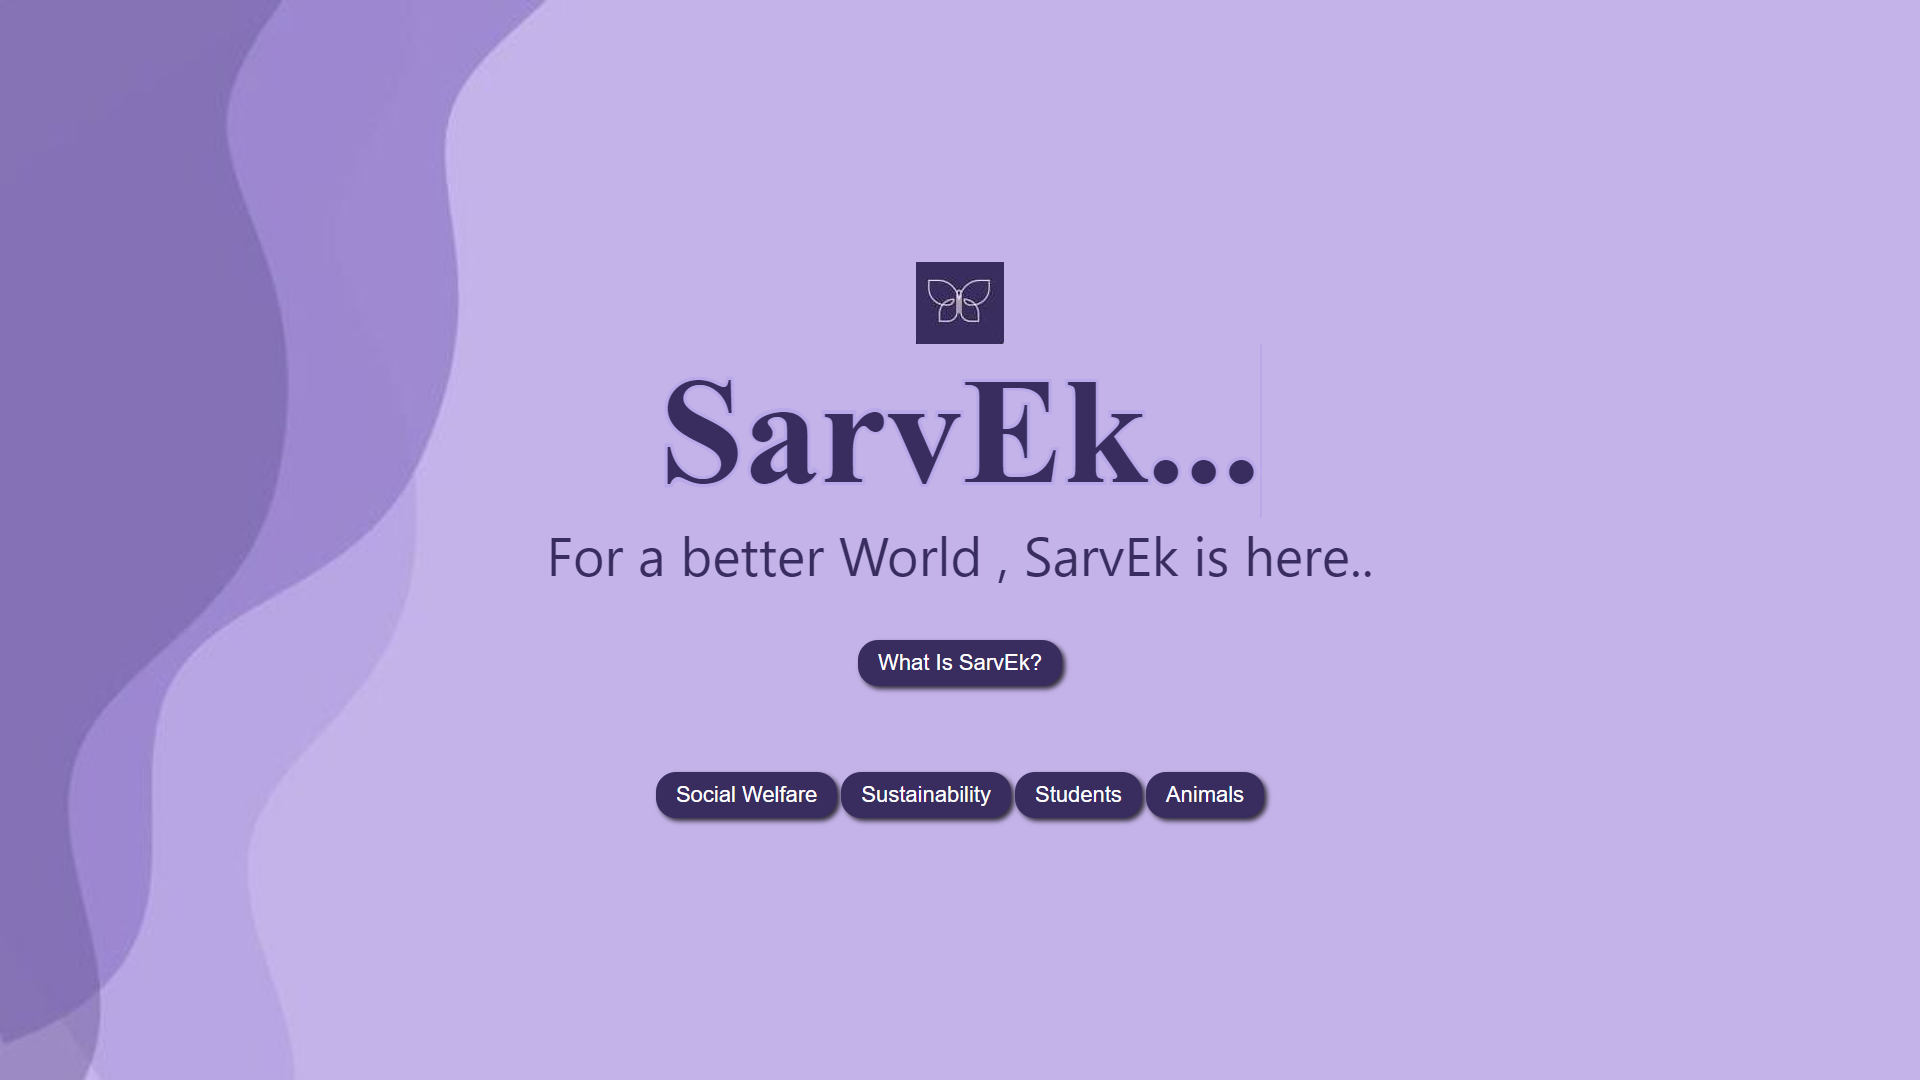 SarvEk...
For a better World , SarvEk is here..
What Is SarvEk?
Social Welfare Sustainability Students Animals